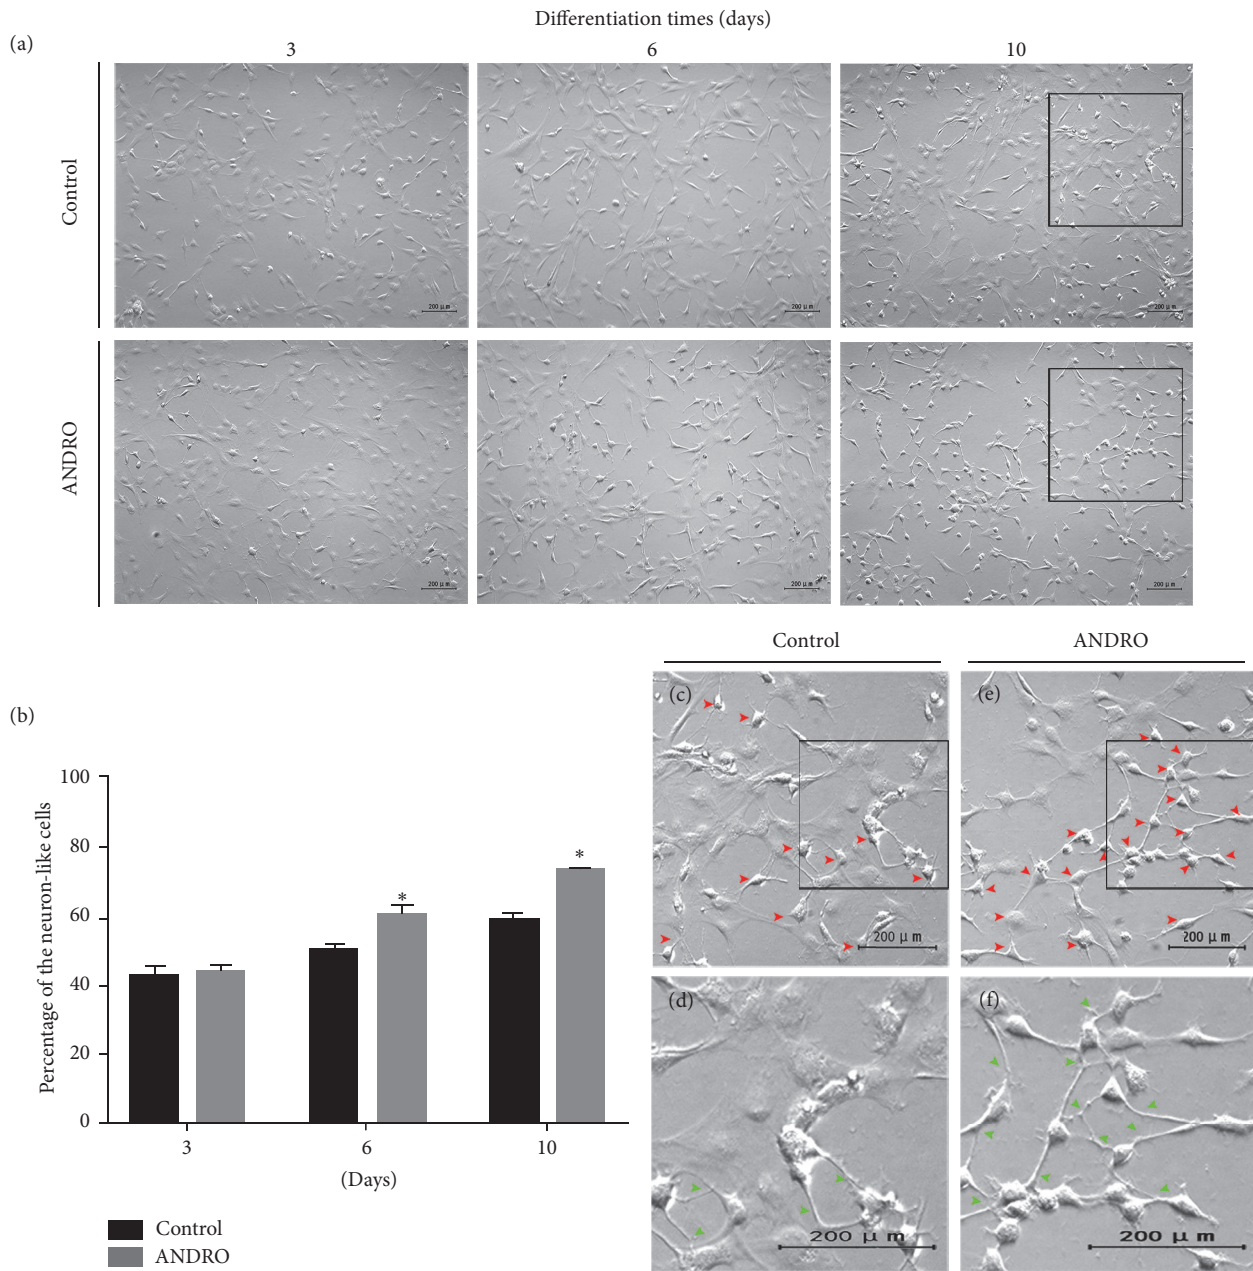 Differentiation times (days)
(a)
3
6
10
Control
200 µm
200 µm
200 µm
ANDRO
200 µm
200 µm
200 µm
(b)
Percentage of the neuron-like cells
100
80
60
40
20
0
*
*
3
6
10
(Days)
Control
ANDRO
Control
ANDRO
(c)
200 µm
(e)
200 µm
(d)
200 µm
(f)
200 µm